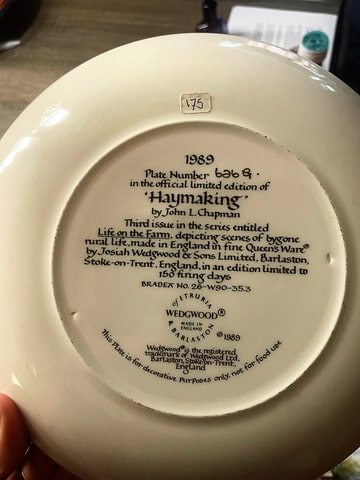 175
1989
Plate Number 6269.
in the official limited edition of
'Haymaking'
by John L. Chapman
Third issue in the series entitled
Life on the Farm, depicting scenes of bygone
rural life, made in England in fine Queen's Ware®
by Josiah Wedgwood & Sons Limited, Barlaston,
Stoke-on-Trent, England, in an edition limited to
150 firing days
BRADEX NO. 26-W90-35.3
OF ETRURIA
WEDGWOOD®
MADE IN
ENGLAND
& BARLASTON
©1989
Wedgwood® is the registered
trademark of Wedgwood Ltd.
Barlaston, Stoke-on-Trent,
England
This Plate is for decorative purposes only, not for food use